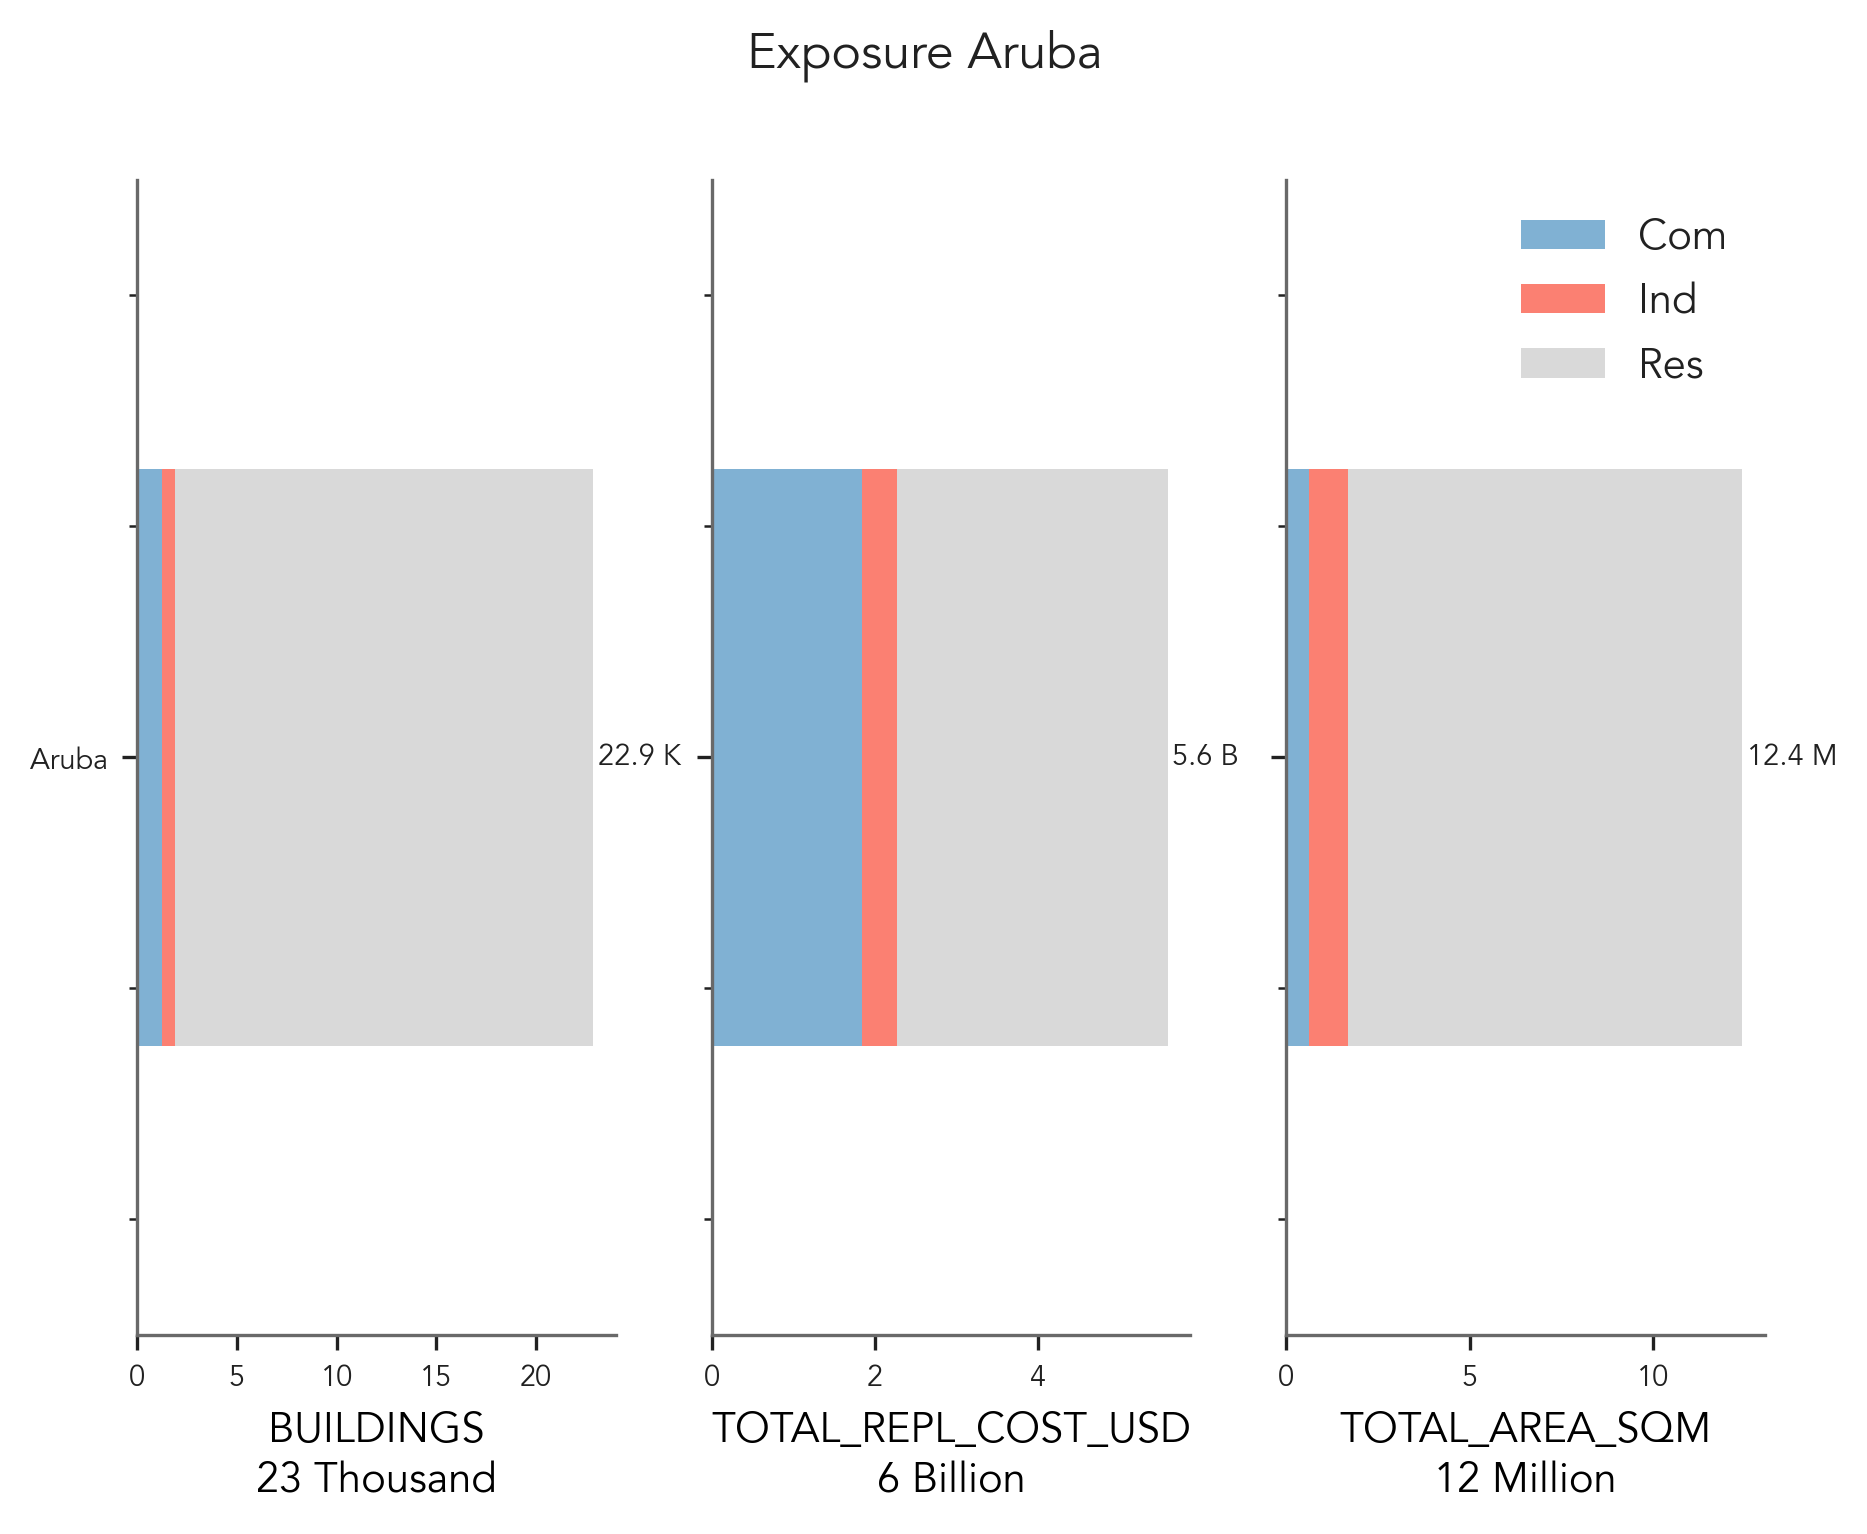 Exposure Aruba
Com
Ind
Res
Aruba
22.9 K
5.6 B
12.4 M
0 5 10 15 20
0 2 4
0 5 10
BUILDINGS
23 Thousand
TOTAL_REPL_COST_USD
6 Billion
TOTAL_AREA_SQM
12 Million